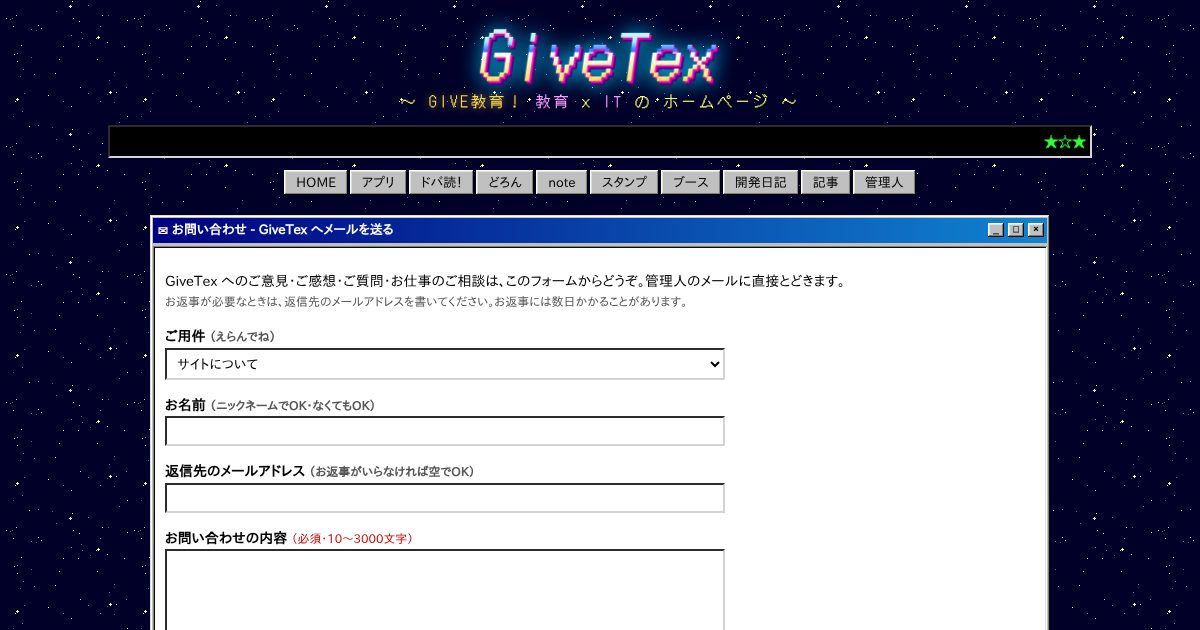 GiveTex
～ GIVE教育！ 教育 x IT の ホームページ ～
★☆★
HOME アプリ ドバ読! どろん note スタンプ ブース 開発日記 記事 管理人
✉ お問い合わせ - GiveTex へメールを送る
GiveTex へのご意見・ご感想・ご質問・お仕事のご相談は、このフォームからどうぞ。管理人のメールに直接とどきます。
お返事が必要なときは、返信先のメールアドレスを書いてください。お返事には数日かかることがあります。
ご用件（えらんでね）
サイトについて
お名前（ニックネームでOK・なくてもOK）
返信先のメールアドレス（お返事がいらなければ空でOK）
お問い合わせの内容（必須・10～3000文字）